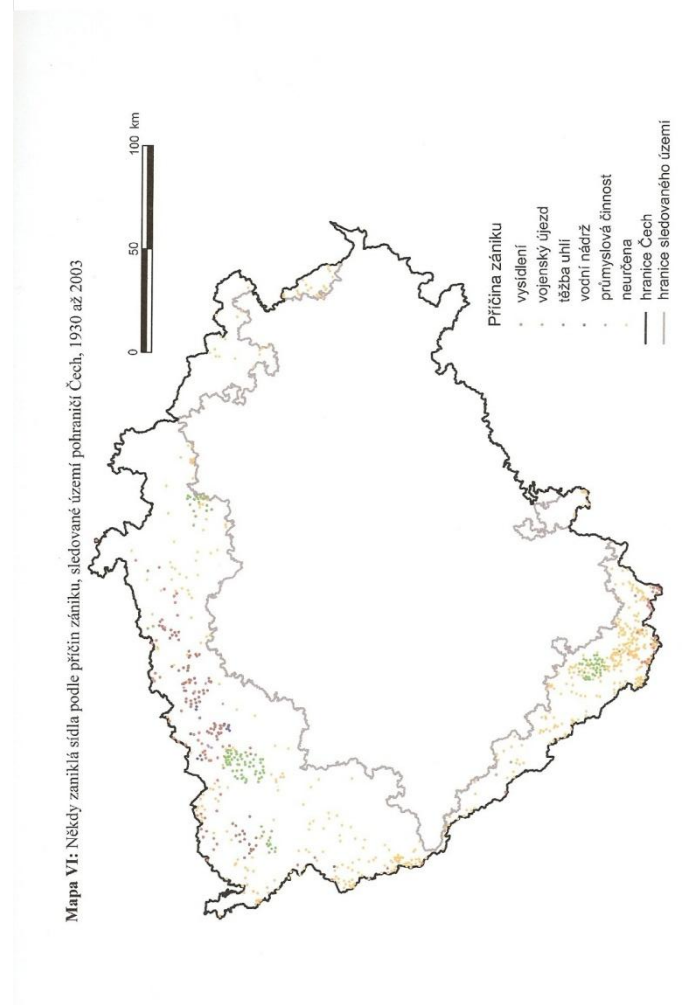 Mapa VI: Někdy zaniklá sídla podle příčin zániku, sledované území pohraničí Čech, 1930 až 2003
0 50 100 km
Příčina zániku
vysídlení
vojenský újezd
těžba uhlí
vodní nádrž
průmyslová činnost
neurčena
hranice Čech
hranice sledovaného území